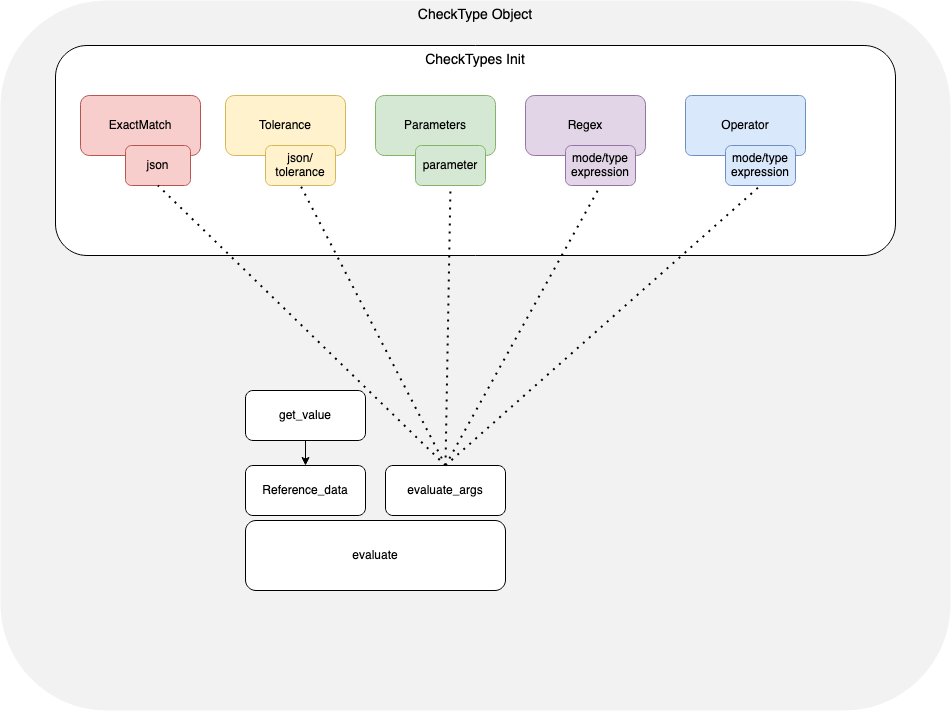 CheckType Object
CheckTypes Init
ExactMatch
json
Tolerance
json/
tolerance
Parameters
parameter
Regex
mode/type
expression
Operator
mode/type
expression
get_value
Reference_data
evaluate_args
evaluate